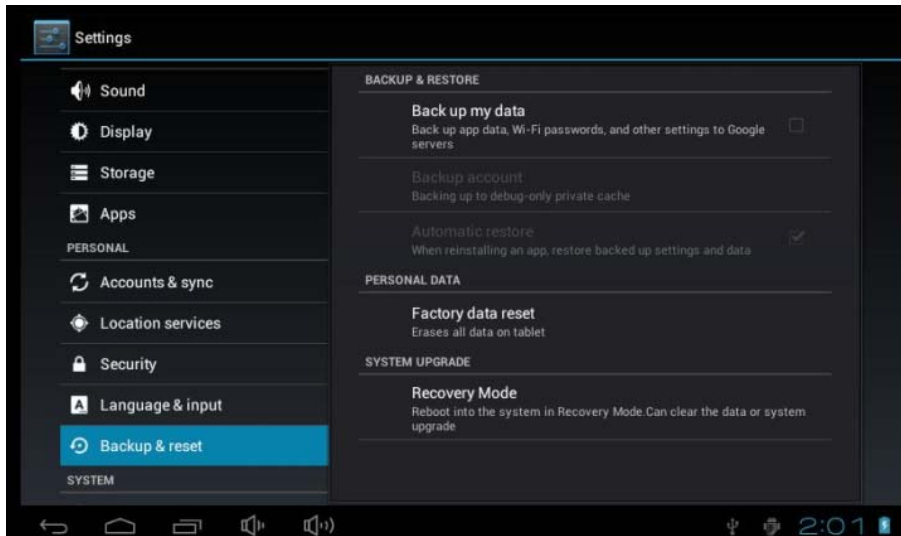 Settings
Sound
Display
Storage
Apps
PERSONAL
Accounts & sync
Location services
Security
A Language & input
Backup & reset
SYSTEM
BACKUP & RESTORE
Back up my data
Back up app data, Wi-Fi passwords, and other settings to Google
servers
Backup account
Backing up to debug-only private cache
Automatic restore
When reinstalling an app, restore backed up settings and data
PERSONAL DATA
Factory data reset
Erases all data on tablet
SYSTEM UPGRADE
Recovery Mode
Reboot into the system in Recovery Mode.Can clear the data or system
upgrade
2:01